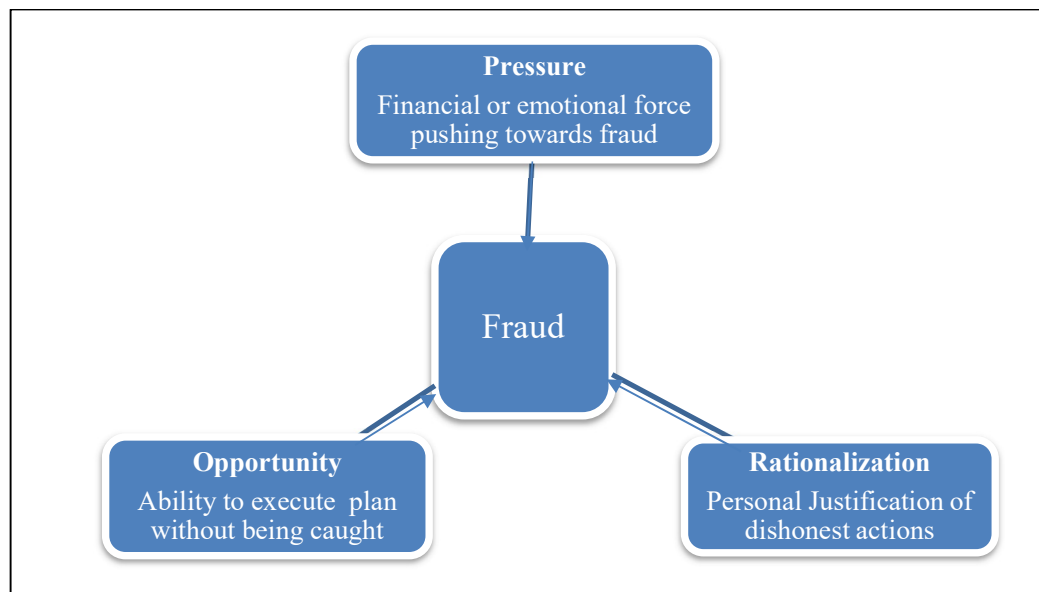 Pressure
Financial or emotional force
pushing towards fraud
Fraud
Opportunity
Ability to execute plan
without being caught
Rationalization
Personal Justification of
dishonest actions